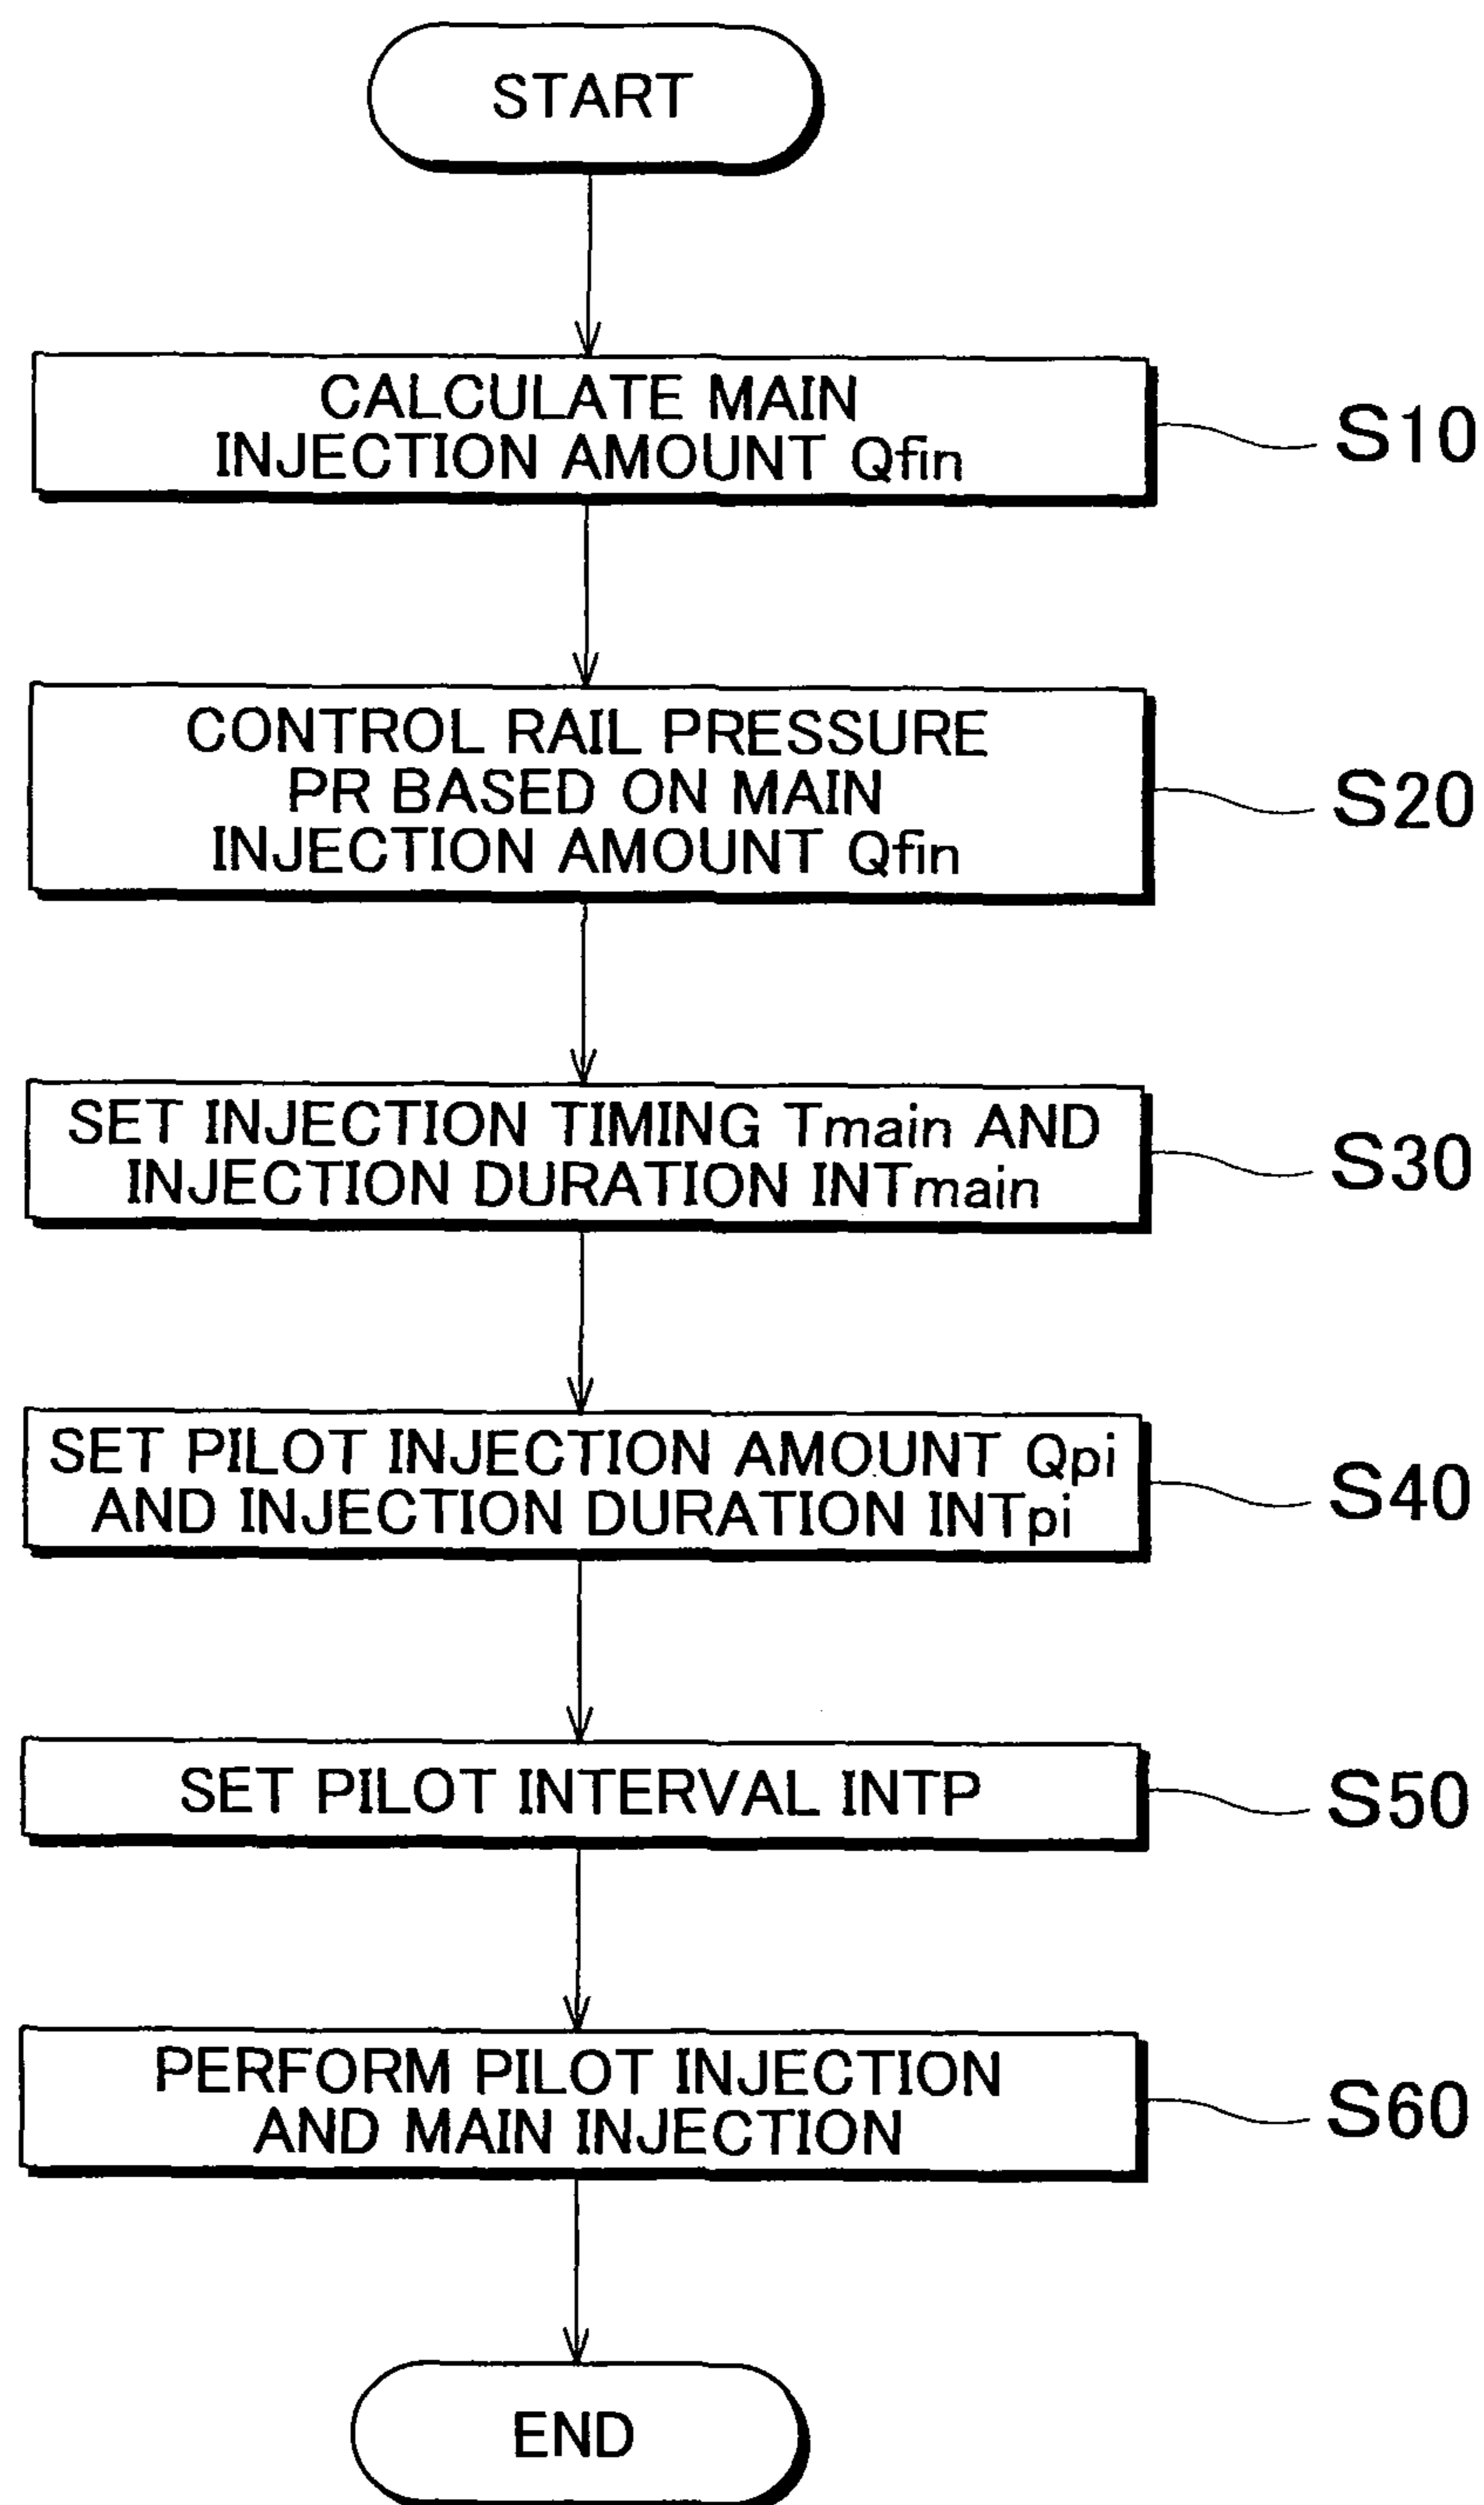 START
CALCULATE MAIN
INJECTION AMOUNT Qfin
S10
CONTROL RAIL PRESSURE
PR BASED ON MAIN
INJECTION AMOUNT Qfin
S20
SET INJECTION TIMING Tmain AND
INJECTION DURATION INTmain
S30
SET PILOT INJECTION AMOUNT Qpi
AND INJECTION DURATION INTpi
S40
SET PILOT INTERVAL INTP
S50
PERFORM PILOT INJECTION
AND MAIN INJECTION
S60
END